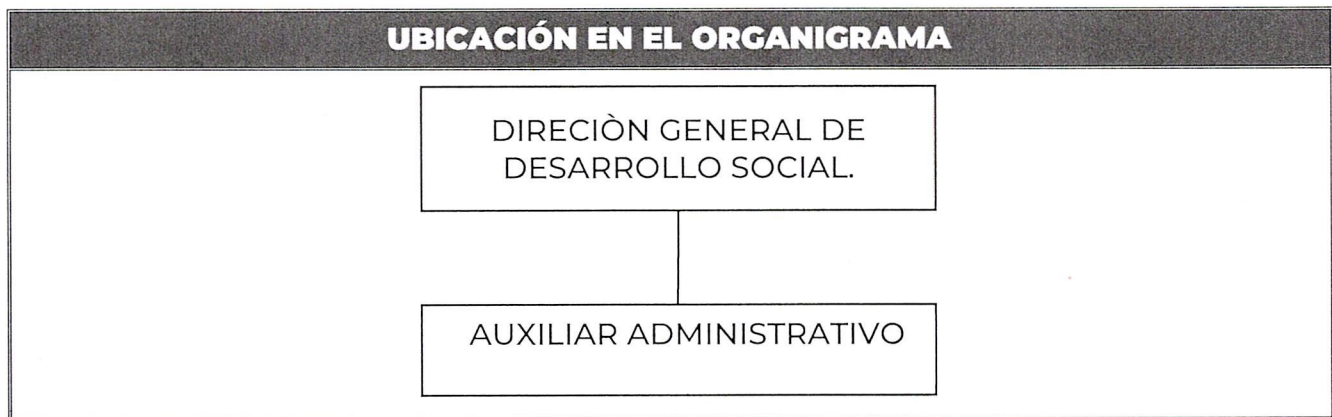 UBICACIÓN EN EL ORGANIGRAMA
DIRECIÒN GENERAL DE
DESARROLLO SOCIAL.
AUXILIAR ADMINISTRATIVO